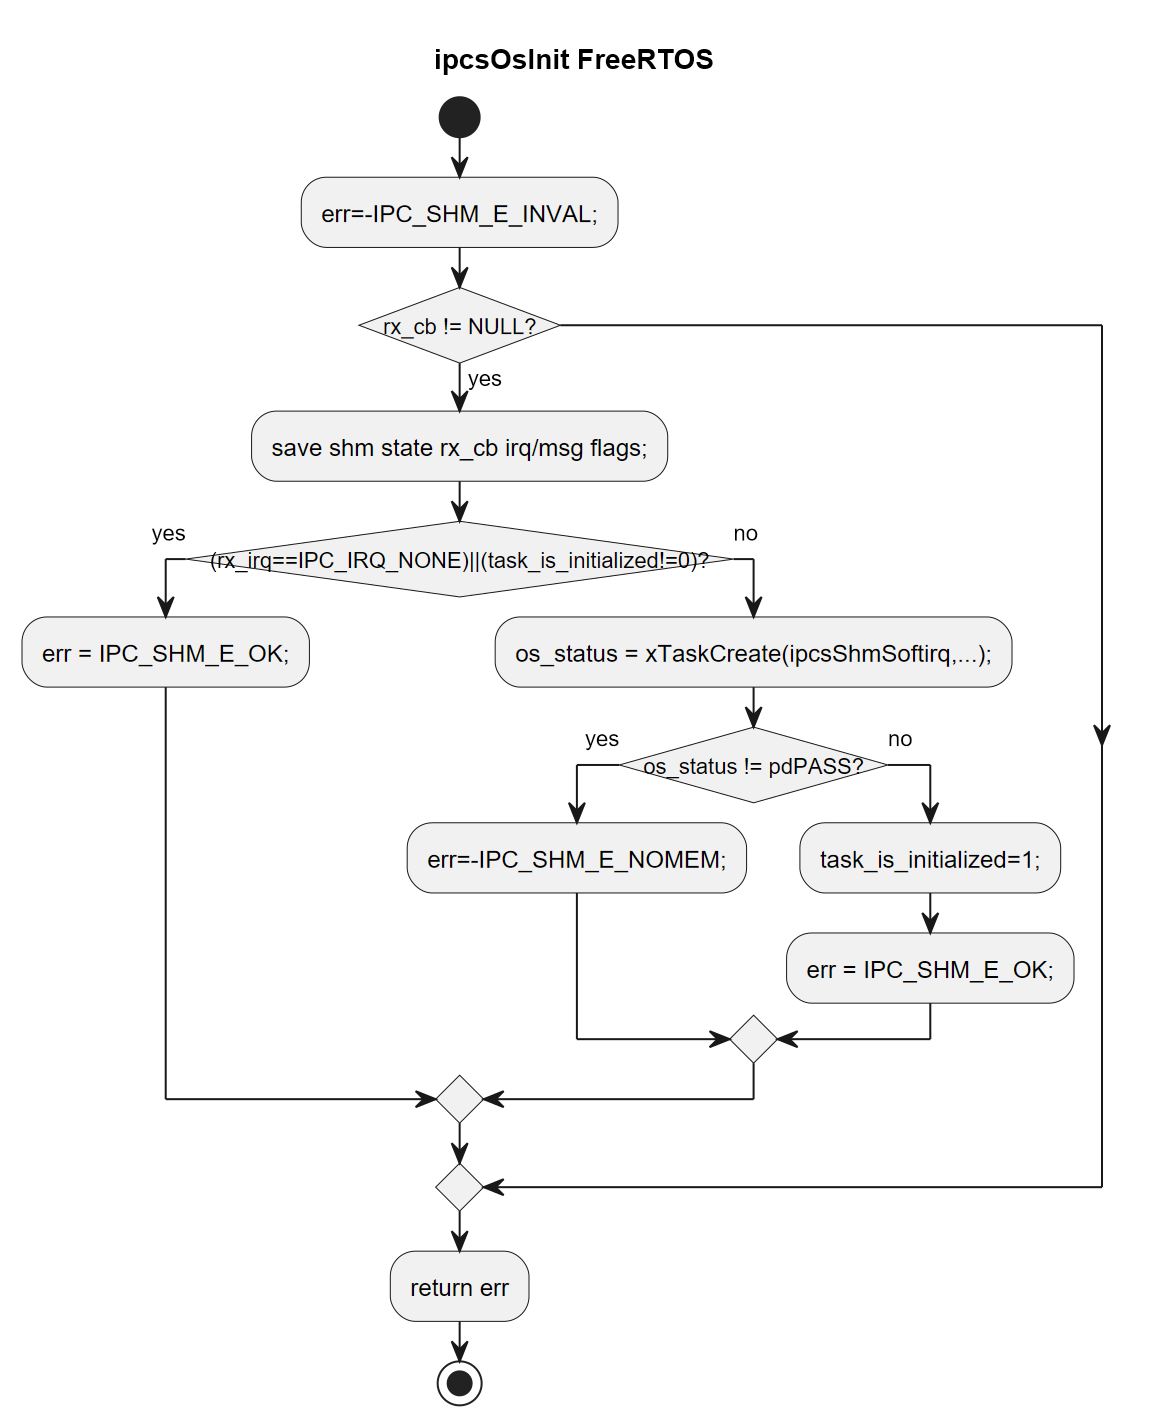 ipcsOsInit FreeRTOS
err=-IPC_SHM_E_INVAL;
rx_cb != NULL?
yes
save shm state rx_cb irq/msg flags;
yes
(rx_irq==IPC_IRQ_NONE)||(task_is_initialized!=0)?
no
err = IPC_SHM_E_OK;
os_status = xTaskCreate(ipcsShmSoftirq,...);
yes
os_status != pdPASS?
no
err=-IPC_SHM_E_NOMEM;
task_is_initialized=1;
err = IPC_SHM_E_OK;
return err